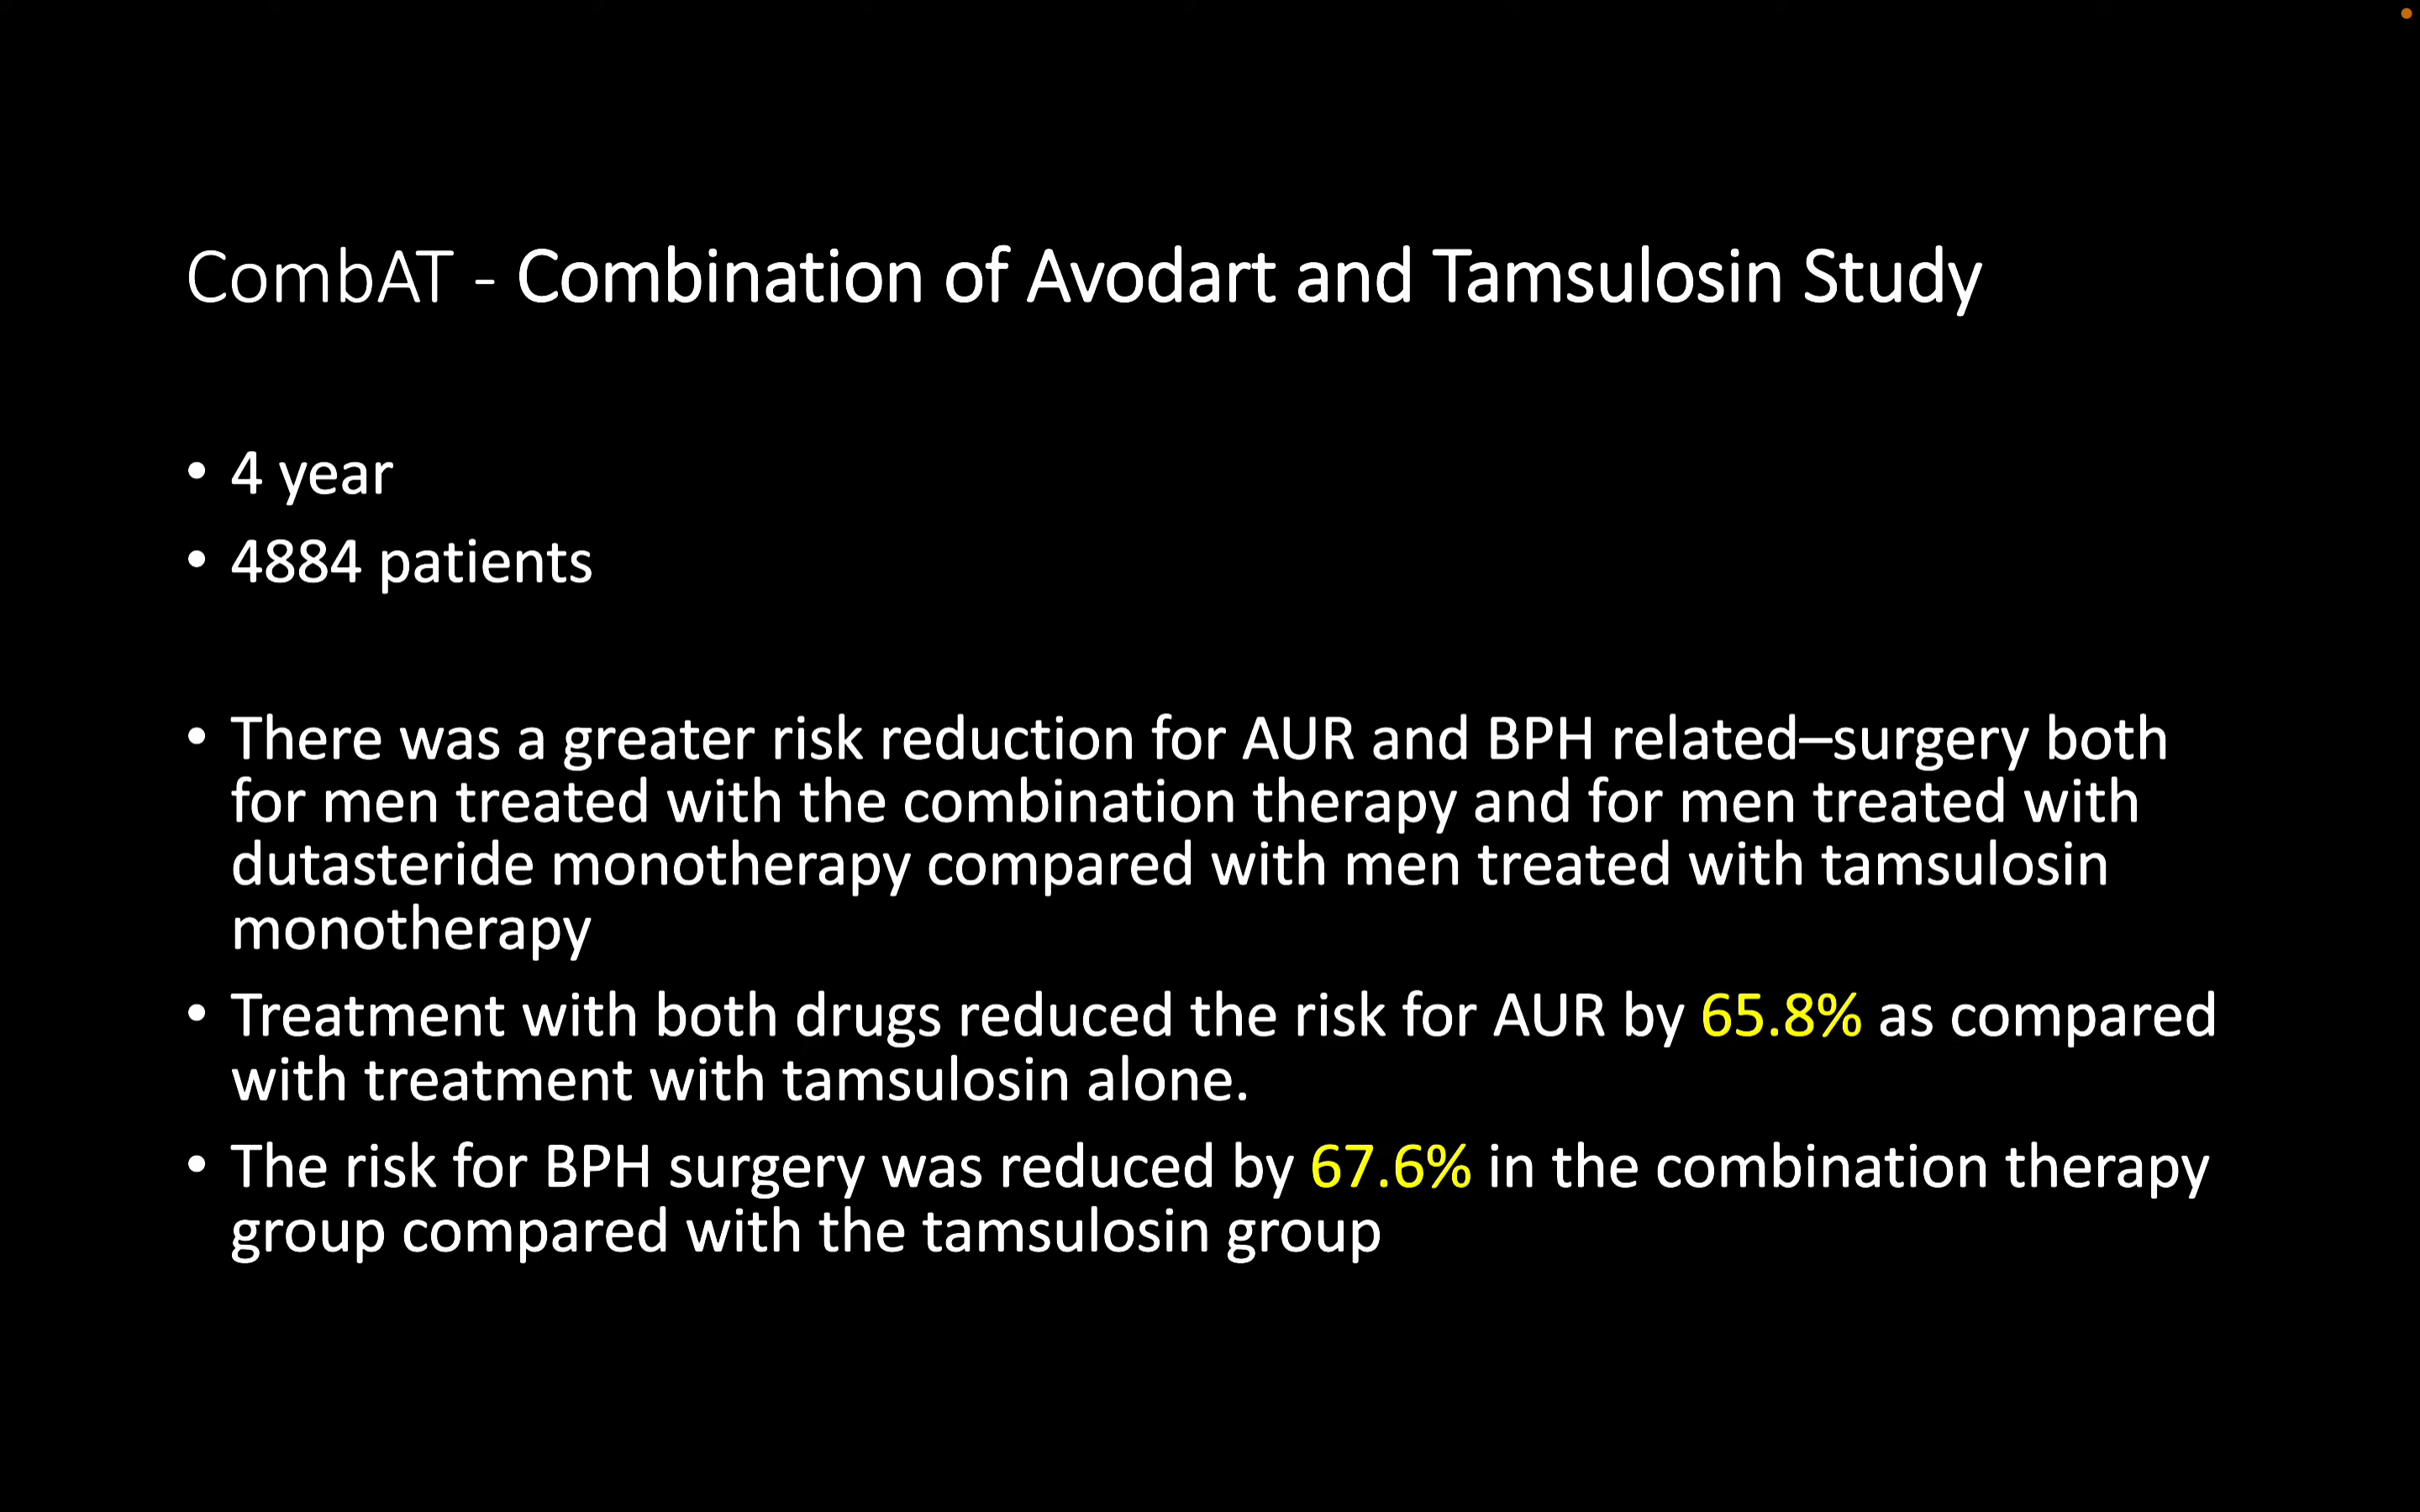 CombAT - Combination of Avodart and Tamsulosin Study
• 4 year
• 4884 patients
• There was a greater risk reduction for AUR and BPH related–surgery both
for men treated with the combination therapy and for men treated with
dutasteride monotherapy compared with men treated with tamsulosin
monotherapy
• Treatment with both drugs reduced the risk for AUR by 65.8% as compared
with treatment with tamsulosin alone.
• The risk for BPH surgery was reduced by 67.6% in the combination therapy
group compared with the tamsulosin group